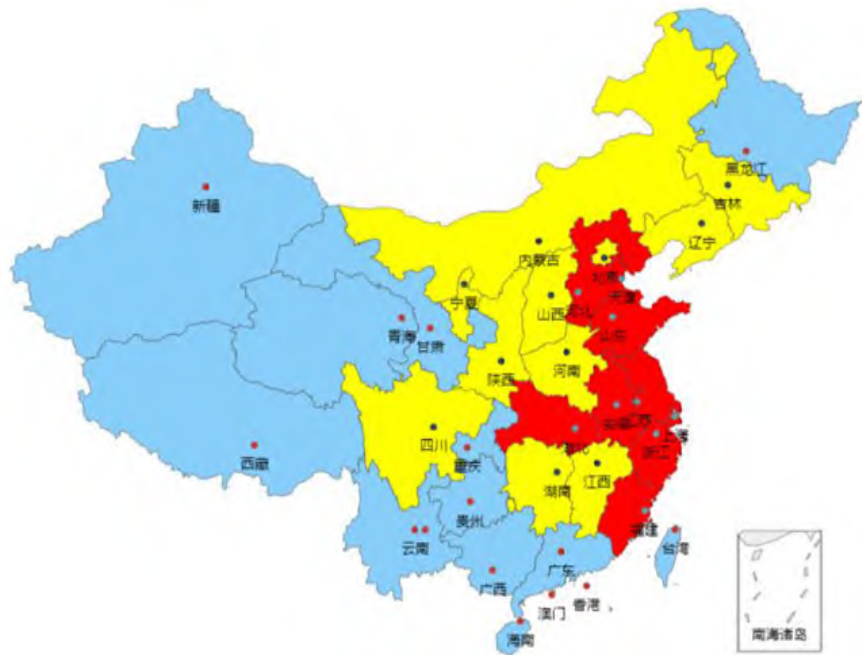 黑龙江
吉林
新疆
辽宁
内蒙古
北京
天津
宁夏
山西
河北
青海
甘肃
山东
陕西
河南
安徽
江苏
上海
四川
湖北
浙江
西藏
重庆
湖南
江西
贵州
福建
云南
台湾
广东
广西
香港
澳门
海南
南海诸岛